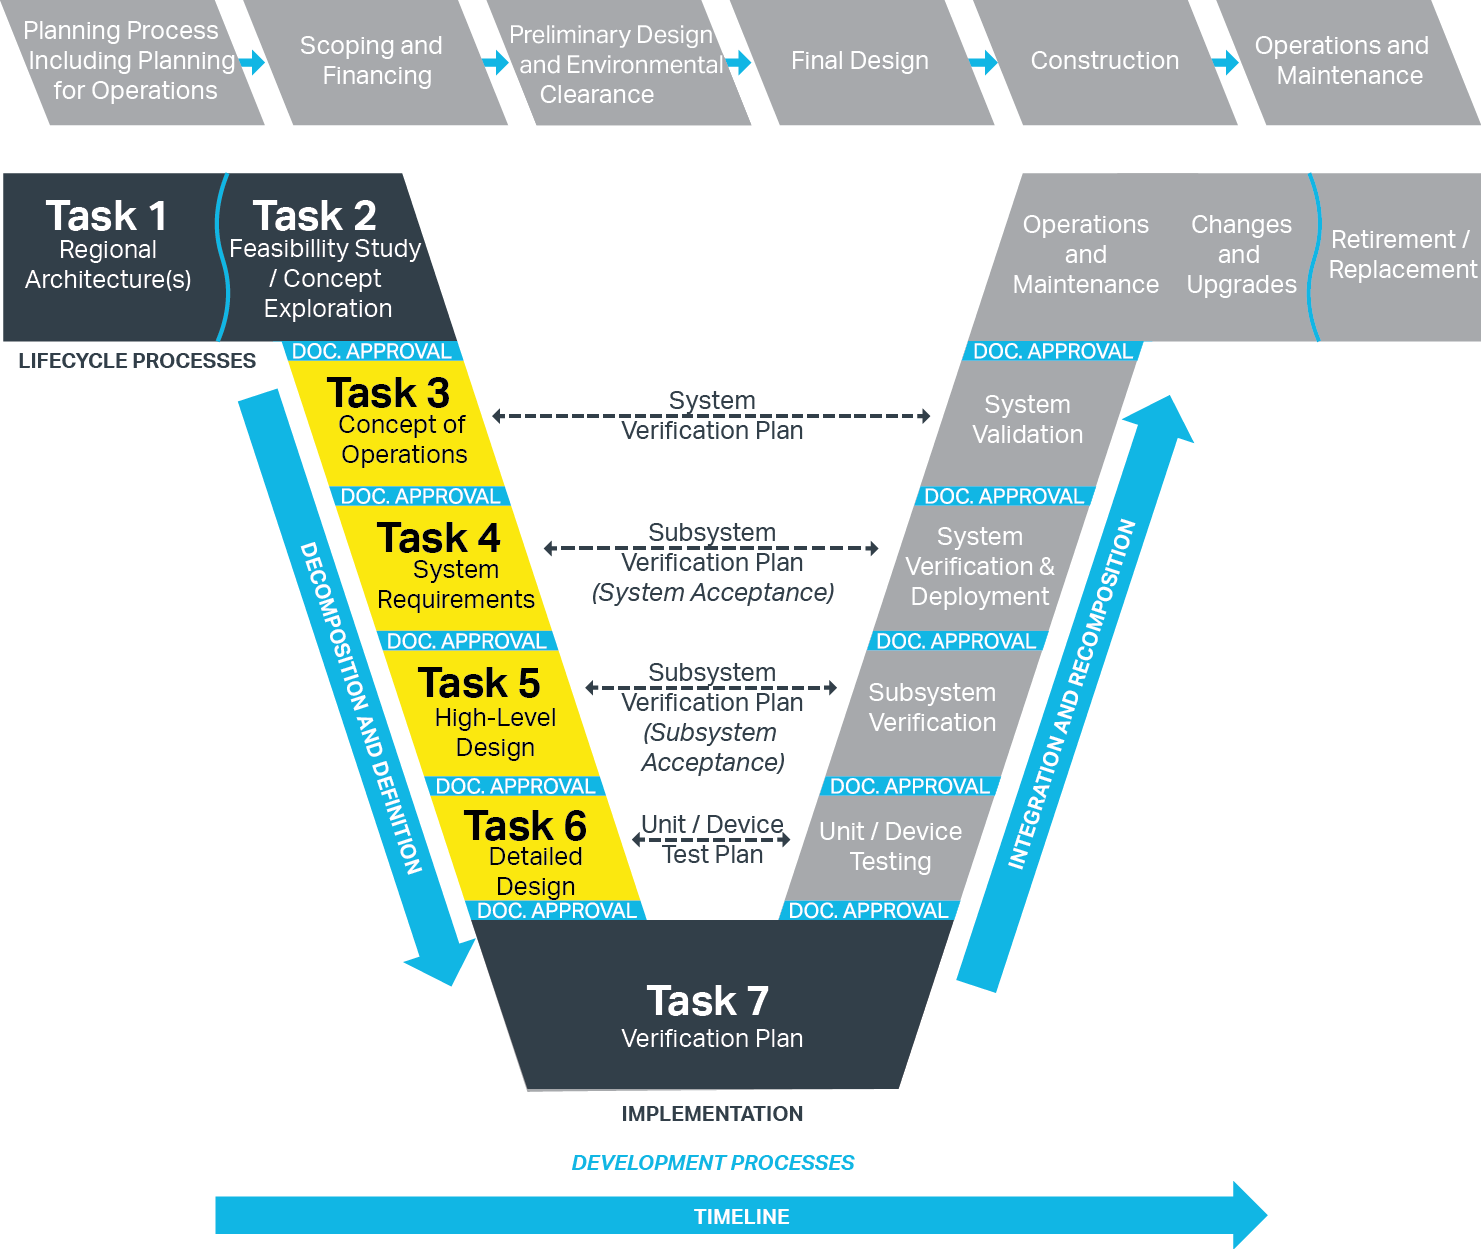 Planning Process
Including Planning
for Operations
Scoping and
Financing
Preliminary Design
and Environmental
Clearance
Final Design
Construction
Operations and
Maintenance
Task 1
Regional
Architecture(s)
Task 2
Feasibillity Study
/ Concept
Exploration
Operations
and
Maintenance
Changes
and
Upgrades
Retirement /
Replacement
LIFECYCLE PROCESSES
DOC. APPROVAL
DOC. APPROVAL
Task 3
Concept of
Operations
System
Verification Plan
System
Validation
DOC. APPROVAL
DOC. APPROVAL
Task 4
System
Requirements
Subsystem
Verification Plan
(System Acceptance)
System
Verification &
Deployment
DOC. APPROVAL
DOC. APPROVAL
Task 5
High-Level
Design
Subsystem
Verification Plan
(Subsystem
Acceptance)
Subsystem
Verification
DOC. APPROVAL
DOC. APPROVAL
Task 6
Detailed
Design
Unit / Device
Test Plan
Unit / Device
Testing
DOC. APPROVAL
DOC. APPROVAL
DECOMPOSITION AND DEFINITION
INTEGRATION AND RECOMPOSITION
Task 7
Verification Plan
IMPLEMENTATION
DEVELOPMENT PROCESSES
TIMELINE